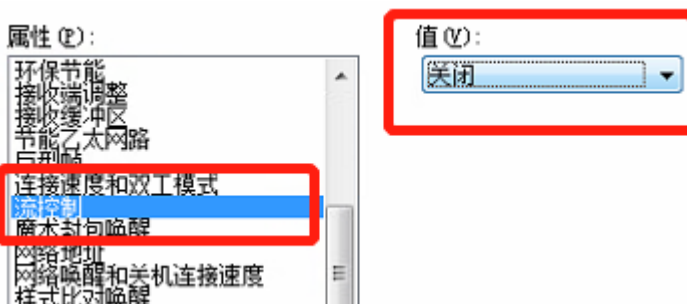 属性(P):
值(V):
环保节能
关闭
接收端调整
接收缓冲区
节能乙太网路
巨型帧
连接速度和双工模式
流控制
魔术封包唤醒
网络地址
网络唤醒和关机连接速度
样式比对唤醒